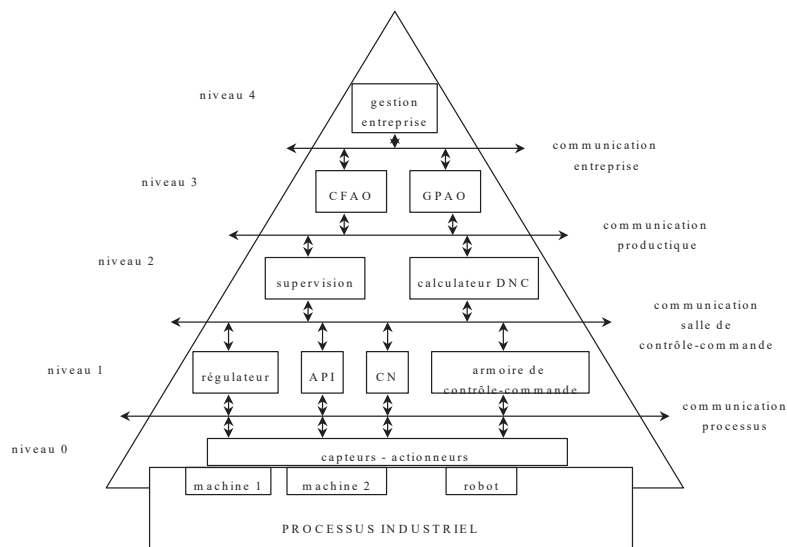 niveau 4
gestion
entreprise
communication
entreprise
niveau 3
CFAO
GPAO
communication
productique
niveau 2
supervision
calculateur DNC
communication
salle de
contrôle-commande
niveau 1
régulateur
API
CN
armoire de
contrôle-commande
communication
processus
niveau 0
capteurs - actionneurs
machine 1
machine 2
robot
PROCESSUS INDUSTRIEL